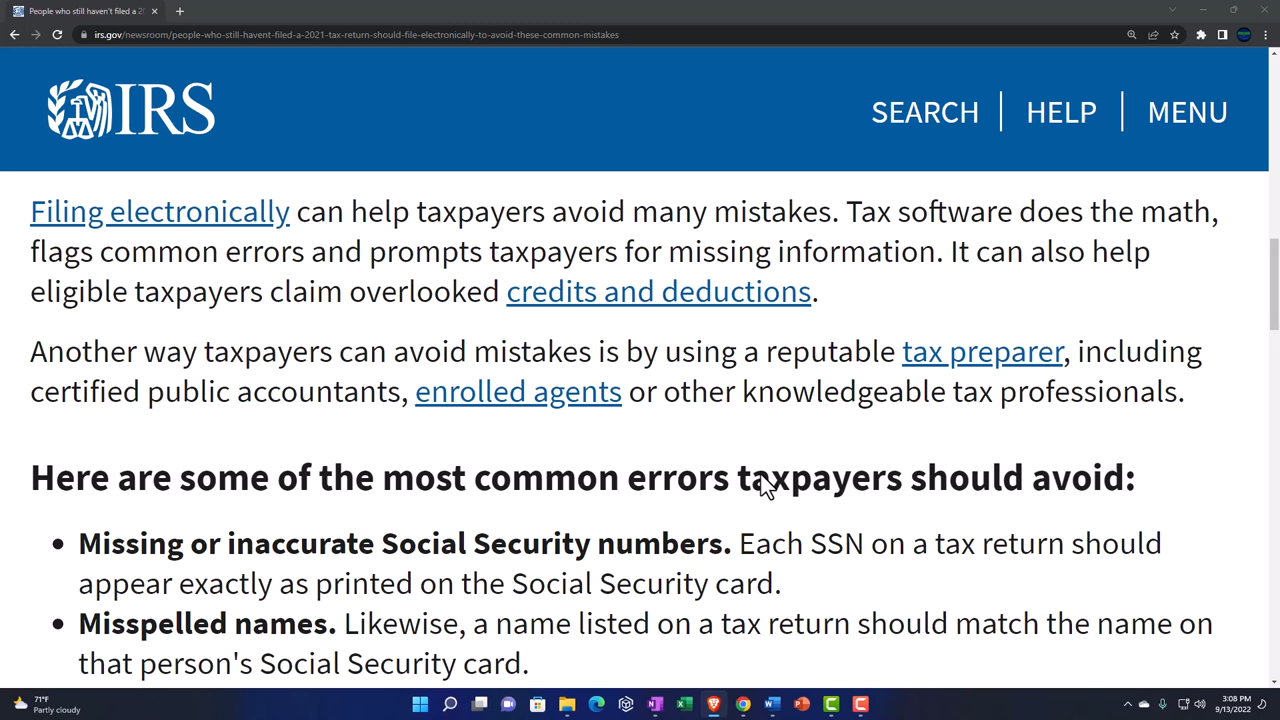 People who still haven't filed a 2
irs.gov/newsroom/people-who-still-havent-filed-a-2021-tax-return-should-file-electronically-to-avoid-these-common-mistakes
IRS
SEARCH HELP MENU
Filing electronically can help taxpayers avoid many mistakes. Tax software does the math,
flags common errors and prompts taxpayers for missing information. It can also help
eligible taxpayers claim overlooked credits and deductions.
Another way taxpayers can avoid mistakes is by using a reputable tax preparer, including
certified public accountants, enrolled agents or other knowledgeable tax professionals.
Here are some of the most common errors taxpayers should avoid:
• Missing or inaccurate Social Security numbers. Each SSN on a tax return should
appear exactly as printed on the Social Security card.
• Misspelled names. Likewise, a name listed on a tax return should match the name on
that person's Social Security card.
71°F
Partly cloudy
3:08 PM
9/13/2022